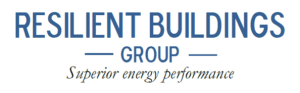 RESILIENT BUILDINGS
GROUP
Superior energy performance